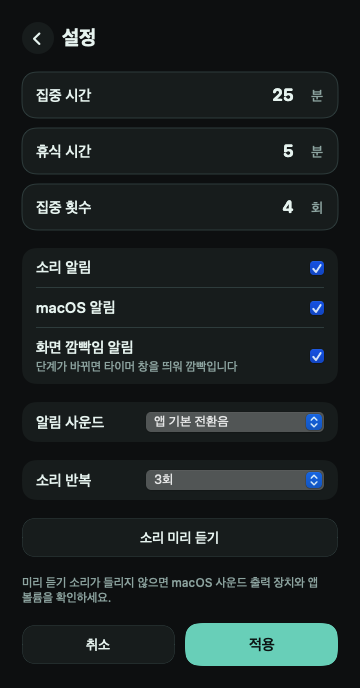 설정
집중 시간 25 분
휴식 시간 5 분
집중 횟수 4 회
소리 알림
macOS 알림
화면 깜빡임 알림
단계가 바뀌면 타이머 창을 띄워 깜빡입니다
알림 사운드 앱 기본 전환음
소리 반복 3회
소리 미리 듣기
미리 듣기 소리가 들리지 않으면 macOS 사운드 출력 장치와 앱
볼륨을 확인하세요.
취소 적용